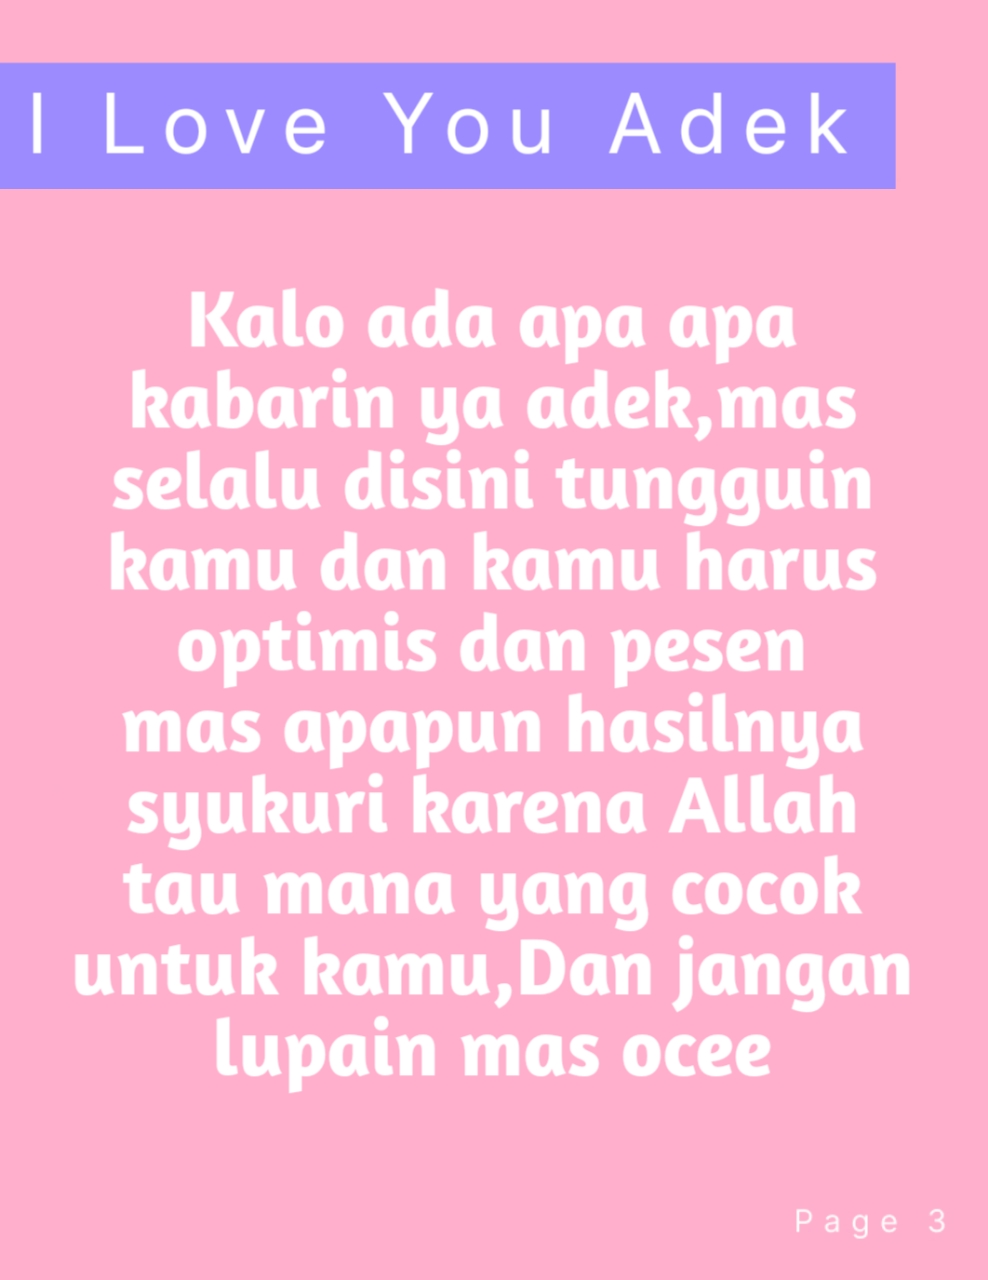 I Love You Adek
Kalo ada apa apa
kabarin ya adek,mas
selalu disini tungguin
kamu dan kamu harus
optimis dan pesen
mas apapun hasilnya
syukuri karena Allah
tau mana yang cocok
untuk kamu,Dan jangan
lupain mas ocee
Page 3